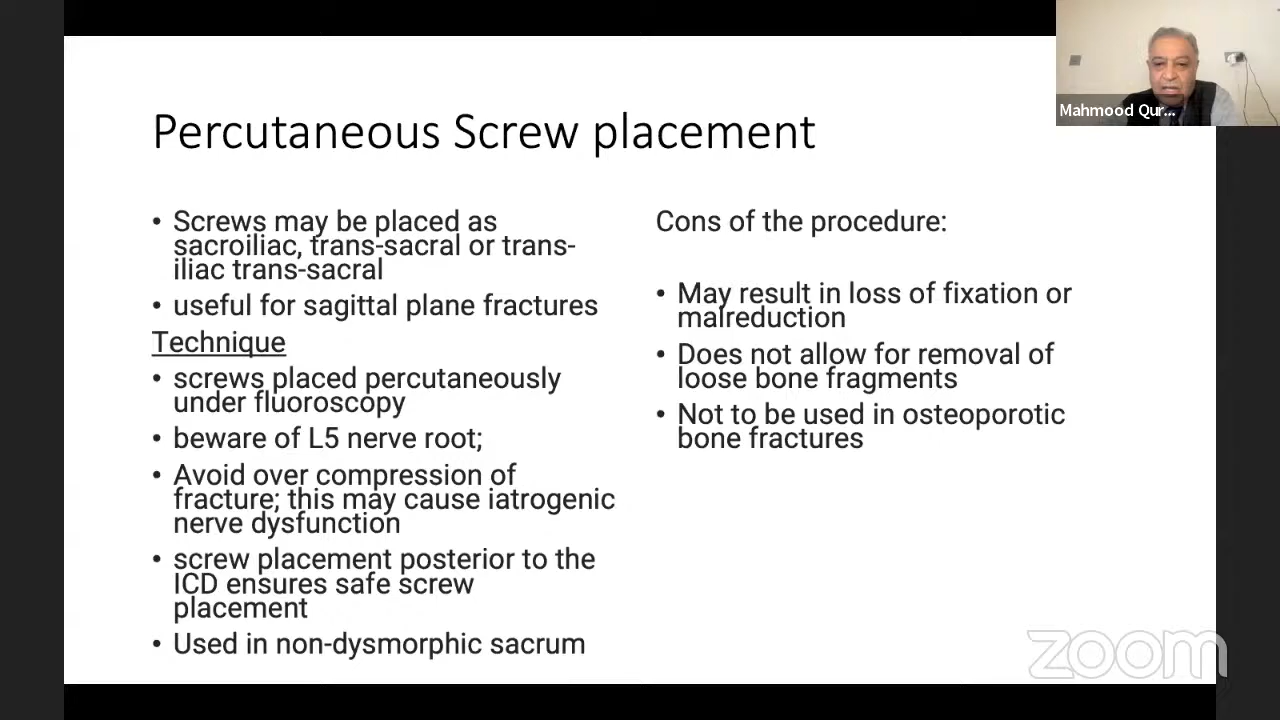 Percutaneous Screw placement
• Screws may be placed as
sacroiliac, trans-sacral or trans-
iliac trans-sacral
• useful for sagittal plane fractures
Technique
• screws placed percutaneously
under fluoroscopy
• beware of L5 nerve root;
• Avoid over compression of
fracture; this may cause iatrogenic
nerve dysfunction
• screw placement posterior to the
ICD ensures safe screw
placement
• Used in non-dysmorphic sacrum
Cons of the procedure:
• May result in loss of fixation or
malreduction
• Does not allow for removal of
loose bone fragments
• Not to be used in osteoporotic
bone fractures
Mahmood Qur...
zoom